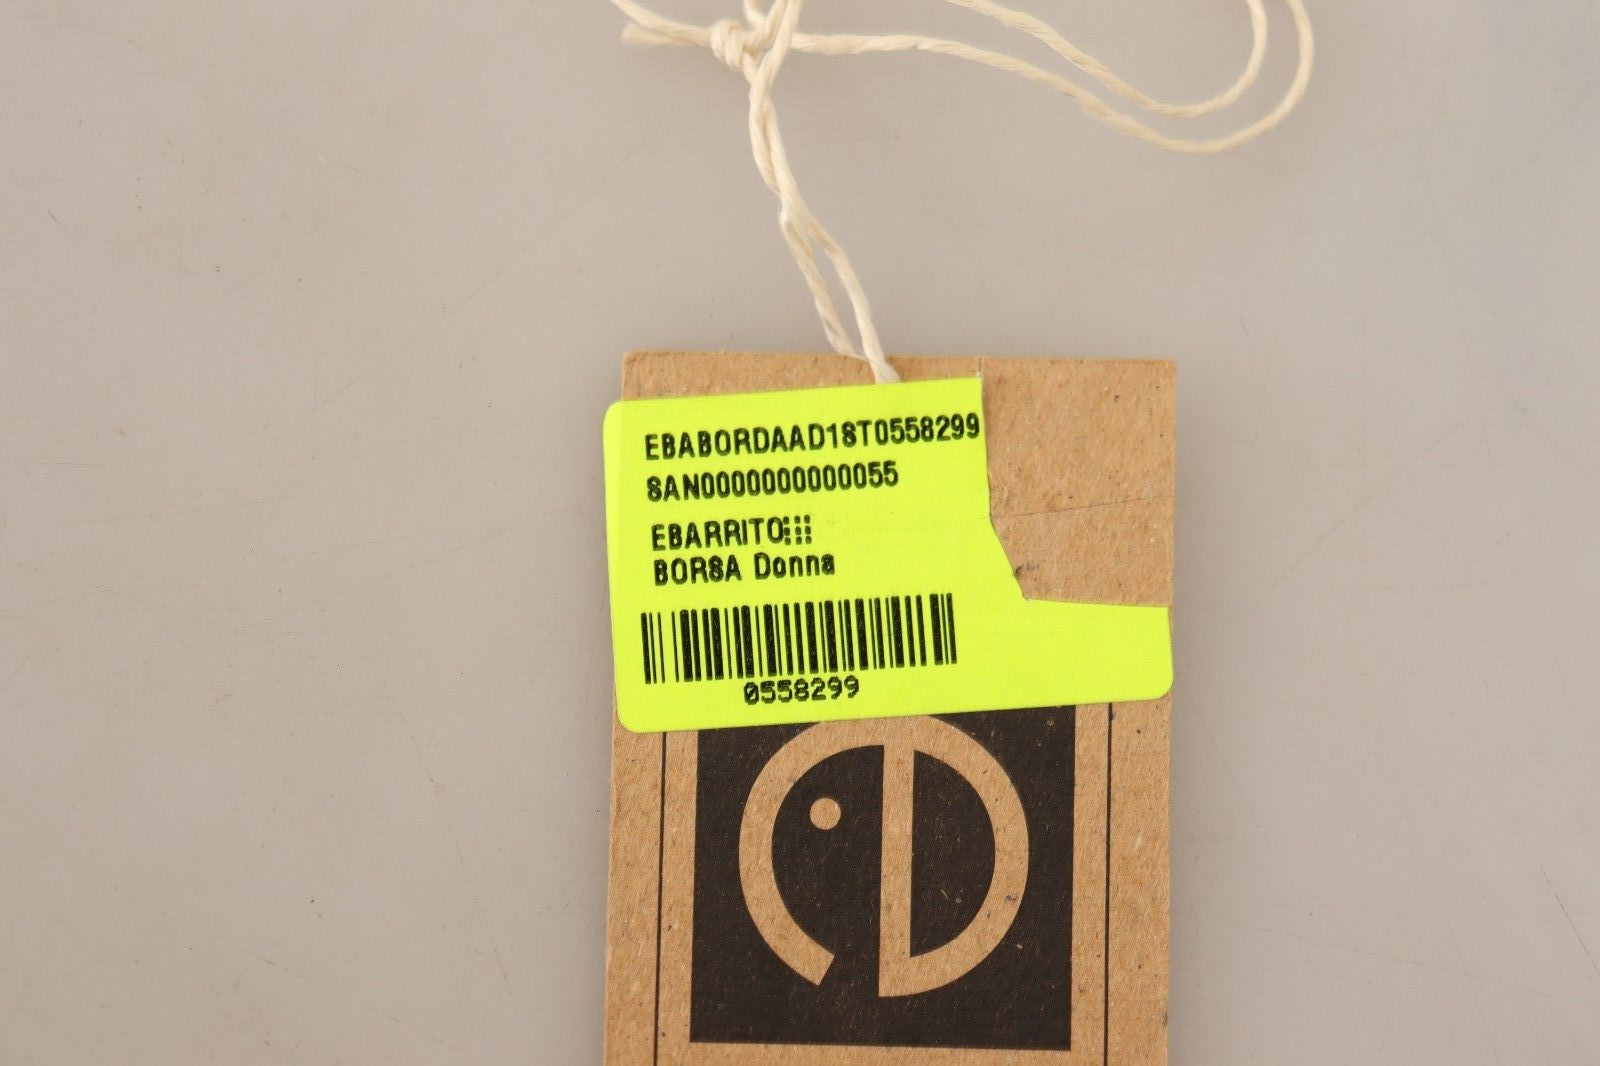 EBABORDAAD18T0558299
SAN0000000000055
EBARRITO
BORSA Donna
0558299